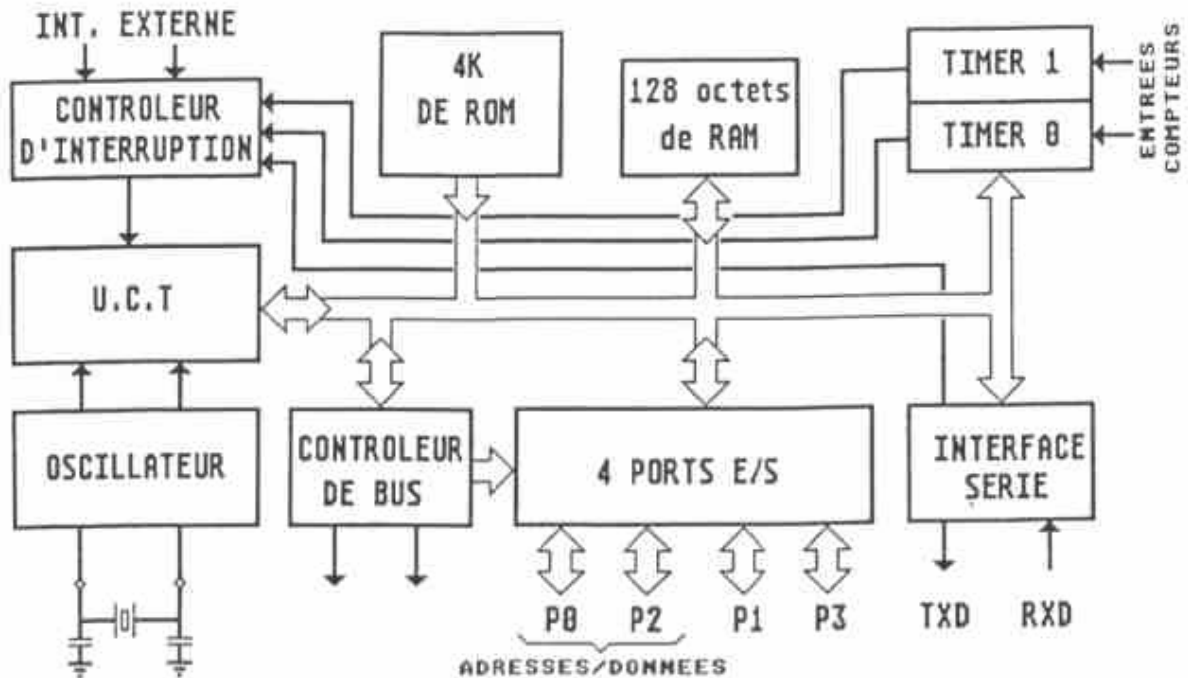 INT. EXTERNE
CONTROLEUR
D'INTERRUPTION
4K
DE ROM
128 octets
de RAM
TIMER 1
TIMER 0
ENTREES
COMPTEURS
U.C.T
OSCILLATEUR
CONTROLEUR
DE BUS
4 PORTS E/S
INTERFACE
SERIE
P0
P2
P1
P3
TXD
RXD
ADRESSES/DONNEES